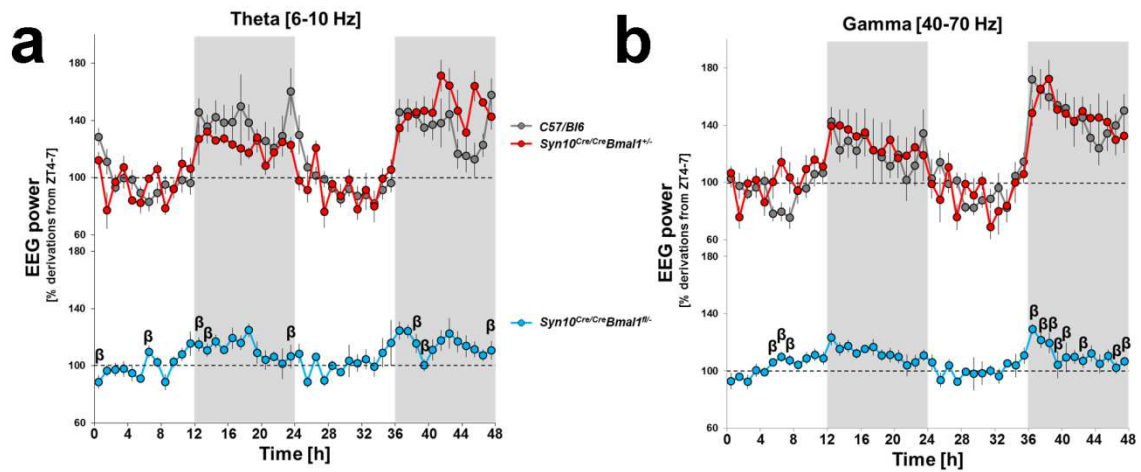 a
Theta [6-10 Hz]
EEG power
[% derivations from ZT4-7]
180
140
100
60
180
140
100
60
β β β β β β β β
0 4 8 12 16 20 24 28 32 36 40 44 48
Time [h]
C57/Bl6
Syn10Cre/CreBmal1+/-
Syn10Cre/CreBmal1fl/-
b
Gamma [40-70 Hz]
EEG power
[% derivations from ZT4-7]
180
140
100
60
180
140
100
60
β β β β β β β β β β β
0 4 8 12 16 20 24 28 32 36 40 44 48
Time [h]